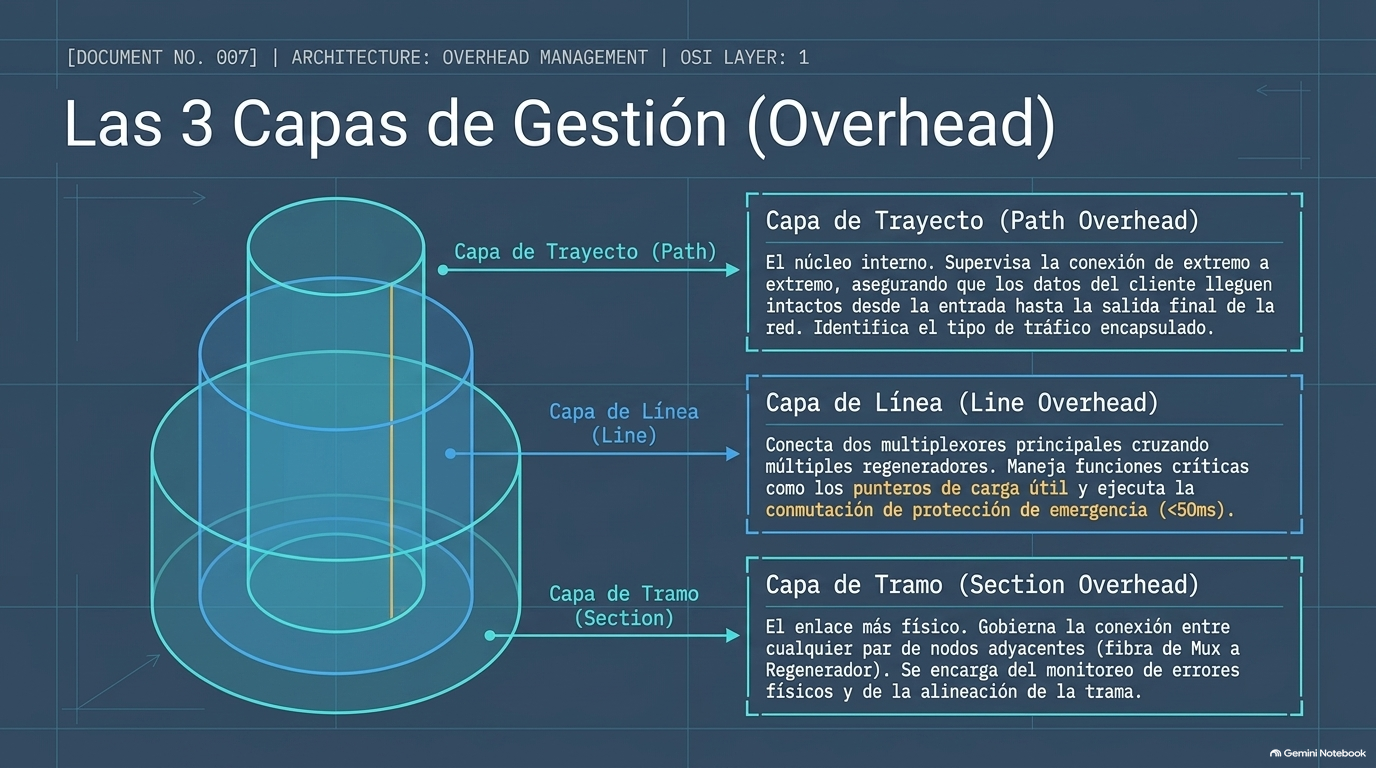 [DOCUMENT NO. 007] | ARCHITECTURE: OVERHEAD MANAGEMENT | OSI LAYER: 1
Las 3 Capas de Gestión (Overhead)
Capa de Trayecto (Path)
Capa de Trayecto (Path Overhead)
El núcleo interno. Supervisa la conexión de extremo a
extremo, asegurando que los datos del cliente lleguen
intactos desde la entrada hasta la salida final de la
red. Identifica el tipo de tráfico encapsulado.
Capa de Línea
(Line)
Capa de Línea (Line Overhead)
Conecta dos multiplexores principales cruzando
múltiples regeneradores. Maneja funciones críticas
como los punteros de carga útil y ejecuta la
conmutación de protección de emergencia (<50ms).
Capa de Tramo
(Section)
Capa de Tramo (Section Overhead)
El enlace más físico. Gobierna la conexión entre
cualquier par de nodos adyacentes (fibra de Mux a
Regenerador). Se encarga del monitoreo de errores
físicos y de la alineación de la trama.
Gemini Notebook